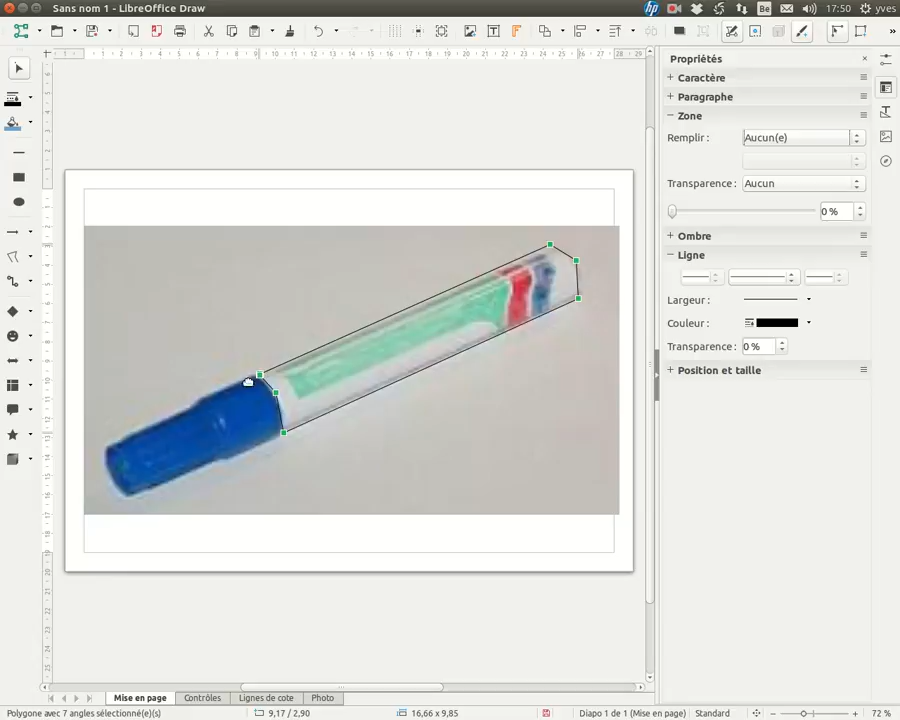 Sans nom 1 - LibreOffice Draw
hp
Be
17:50
yves
Propriétés
Caractère
Paragraphe
Zone
Remplir :
Aucun(e)
Transparence :
Aucun
0 %
Ombre
Ligne
Largeur :
Couleur :
Transparence :
0 %
Position et taille
Mise en page
Contrôles
Lignes de cote
Photo
Polygone avec 7 angles sélectionné(e)(s)
9,17 / 2,90
16,66 x 9,85
Diapo 1 de 1 (Mise en page)
Standard
72 %